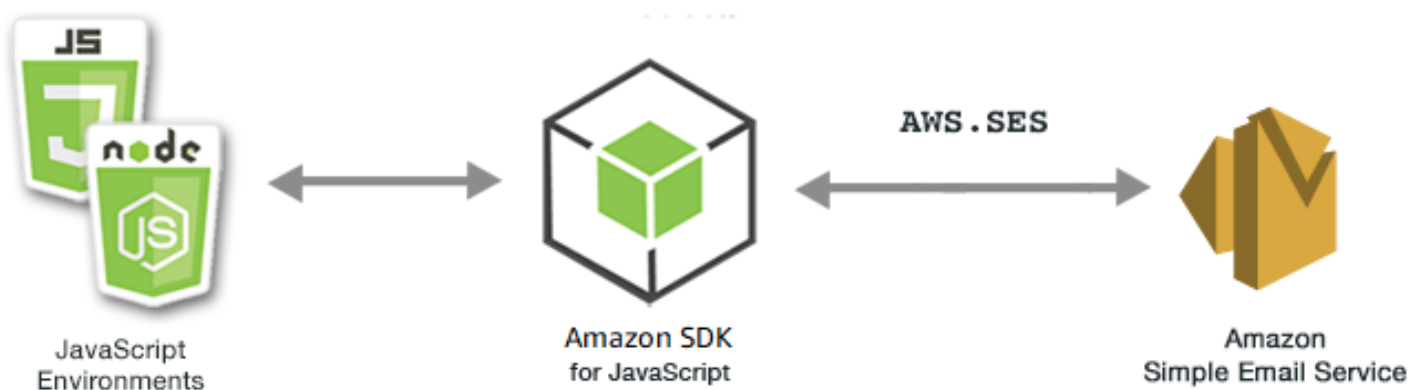 JS
node
JS
JavaScript
Environments
Amazon SDK
for JavaScript
AWS.SES
Amazon
Simple Email Service